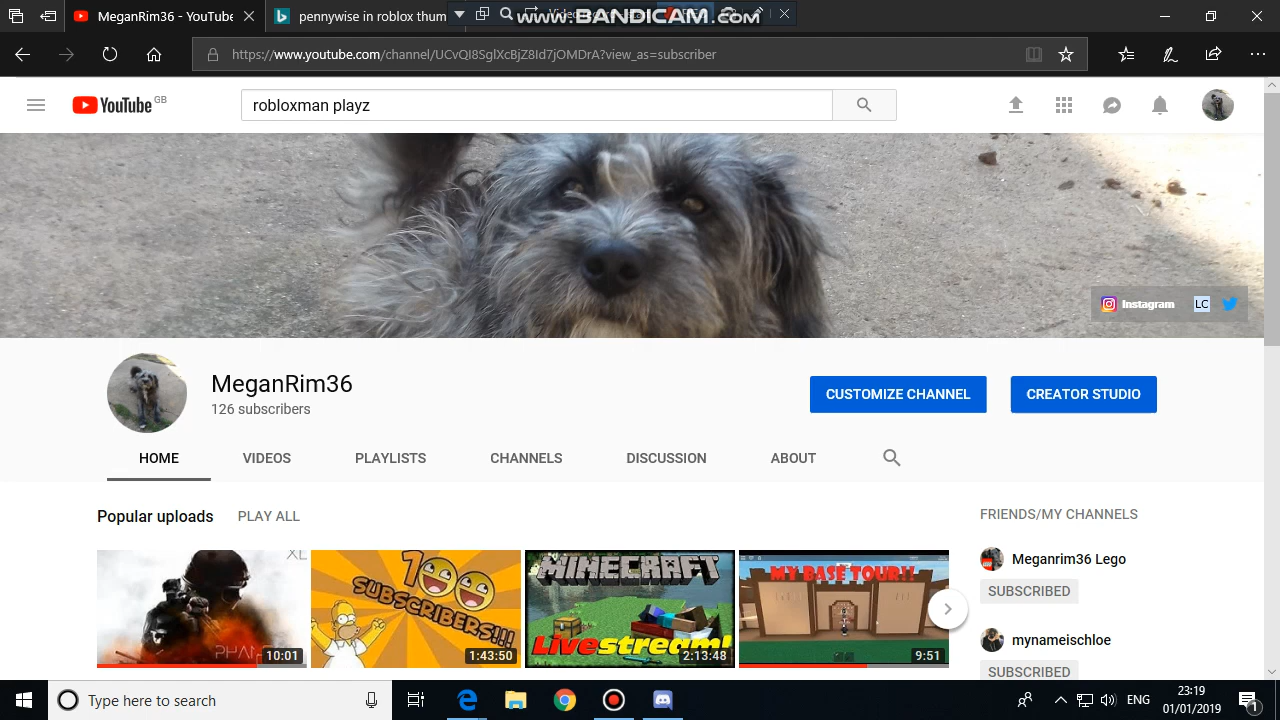 MeganRim36 - YouTube
pennywise in roblox thum
www.BANDICAM.com
https://www.youtube.com/channel/UCvQI8SglXcBjZ8Id7jOMDrA?view_as=subscriber
YouTube GB
robloxman playz
Instagram LC
MeganRim36
126 subscribers
CUSTOMIZE CHANNEL
CREATOR STUDIO
HOME VIDEOS PLAYLISTS CHANNELS DISCUSSION ABOUT
Popular uploads PLAY ALL
FRIENDS/MY CHANNELS
10:01
100
SUBSCRIBERS!!!
1:43:50
MINECRAFT
Livestream!
2:13:48
MY BASE TOUR!!
9:51
Meganrim36 Lego
SUBSCRIBED
mynameischloe
SUBSCRIBED
Type here to search
ENG
23:19
01/01/2019
1